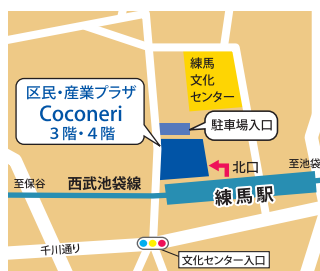 練馬
文化
センター
区民・産業プラザ
Coconeri
3階・4階
駐車場入口
北口
至池袋
至保谷
西武池袋線
練馬駅
千川通り
文化センター入口